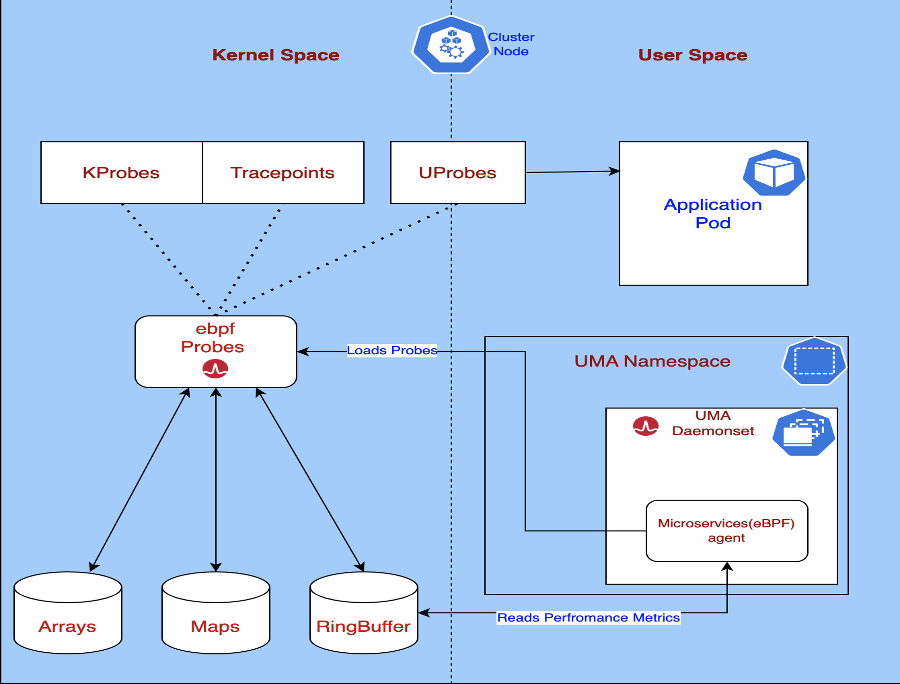 Cluster
Node
Kernel Space
User Space
KProbes
Tracepoints
UProbes
Application
Pod
ebpf
Probes
Loads Probes
UMA Namespace
UMA
Daemonset
Microservices(eBPF)
agent
Arrays
Maps
RingBuffer
Reads Perfromance Metrics